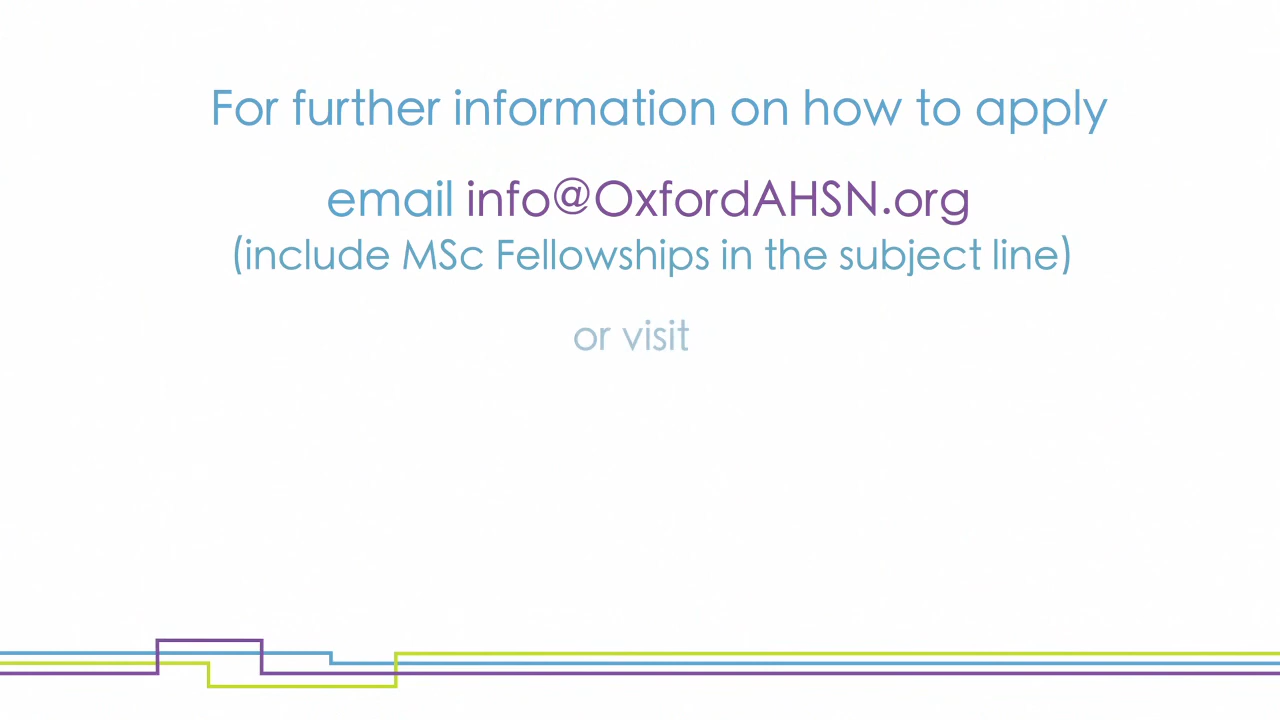 For further information on how to apply
email info@OxfordAHSN.org
(include MSc Fellowships in the subject line)
or visit